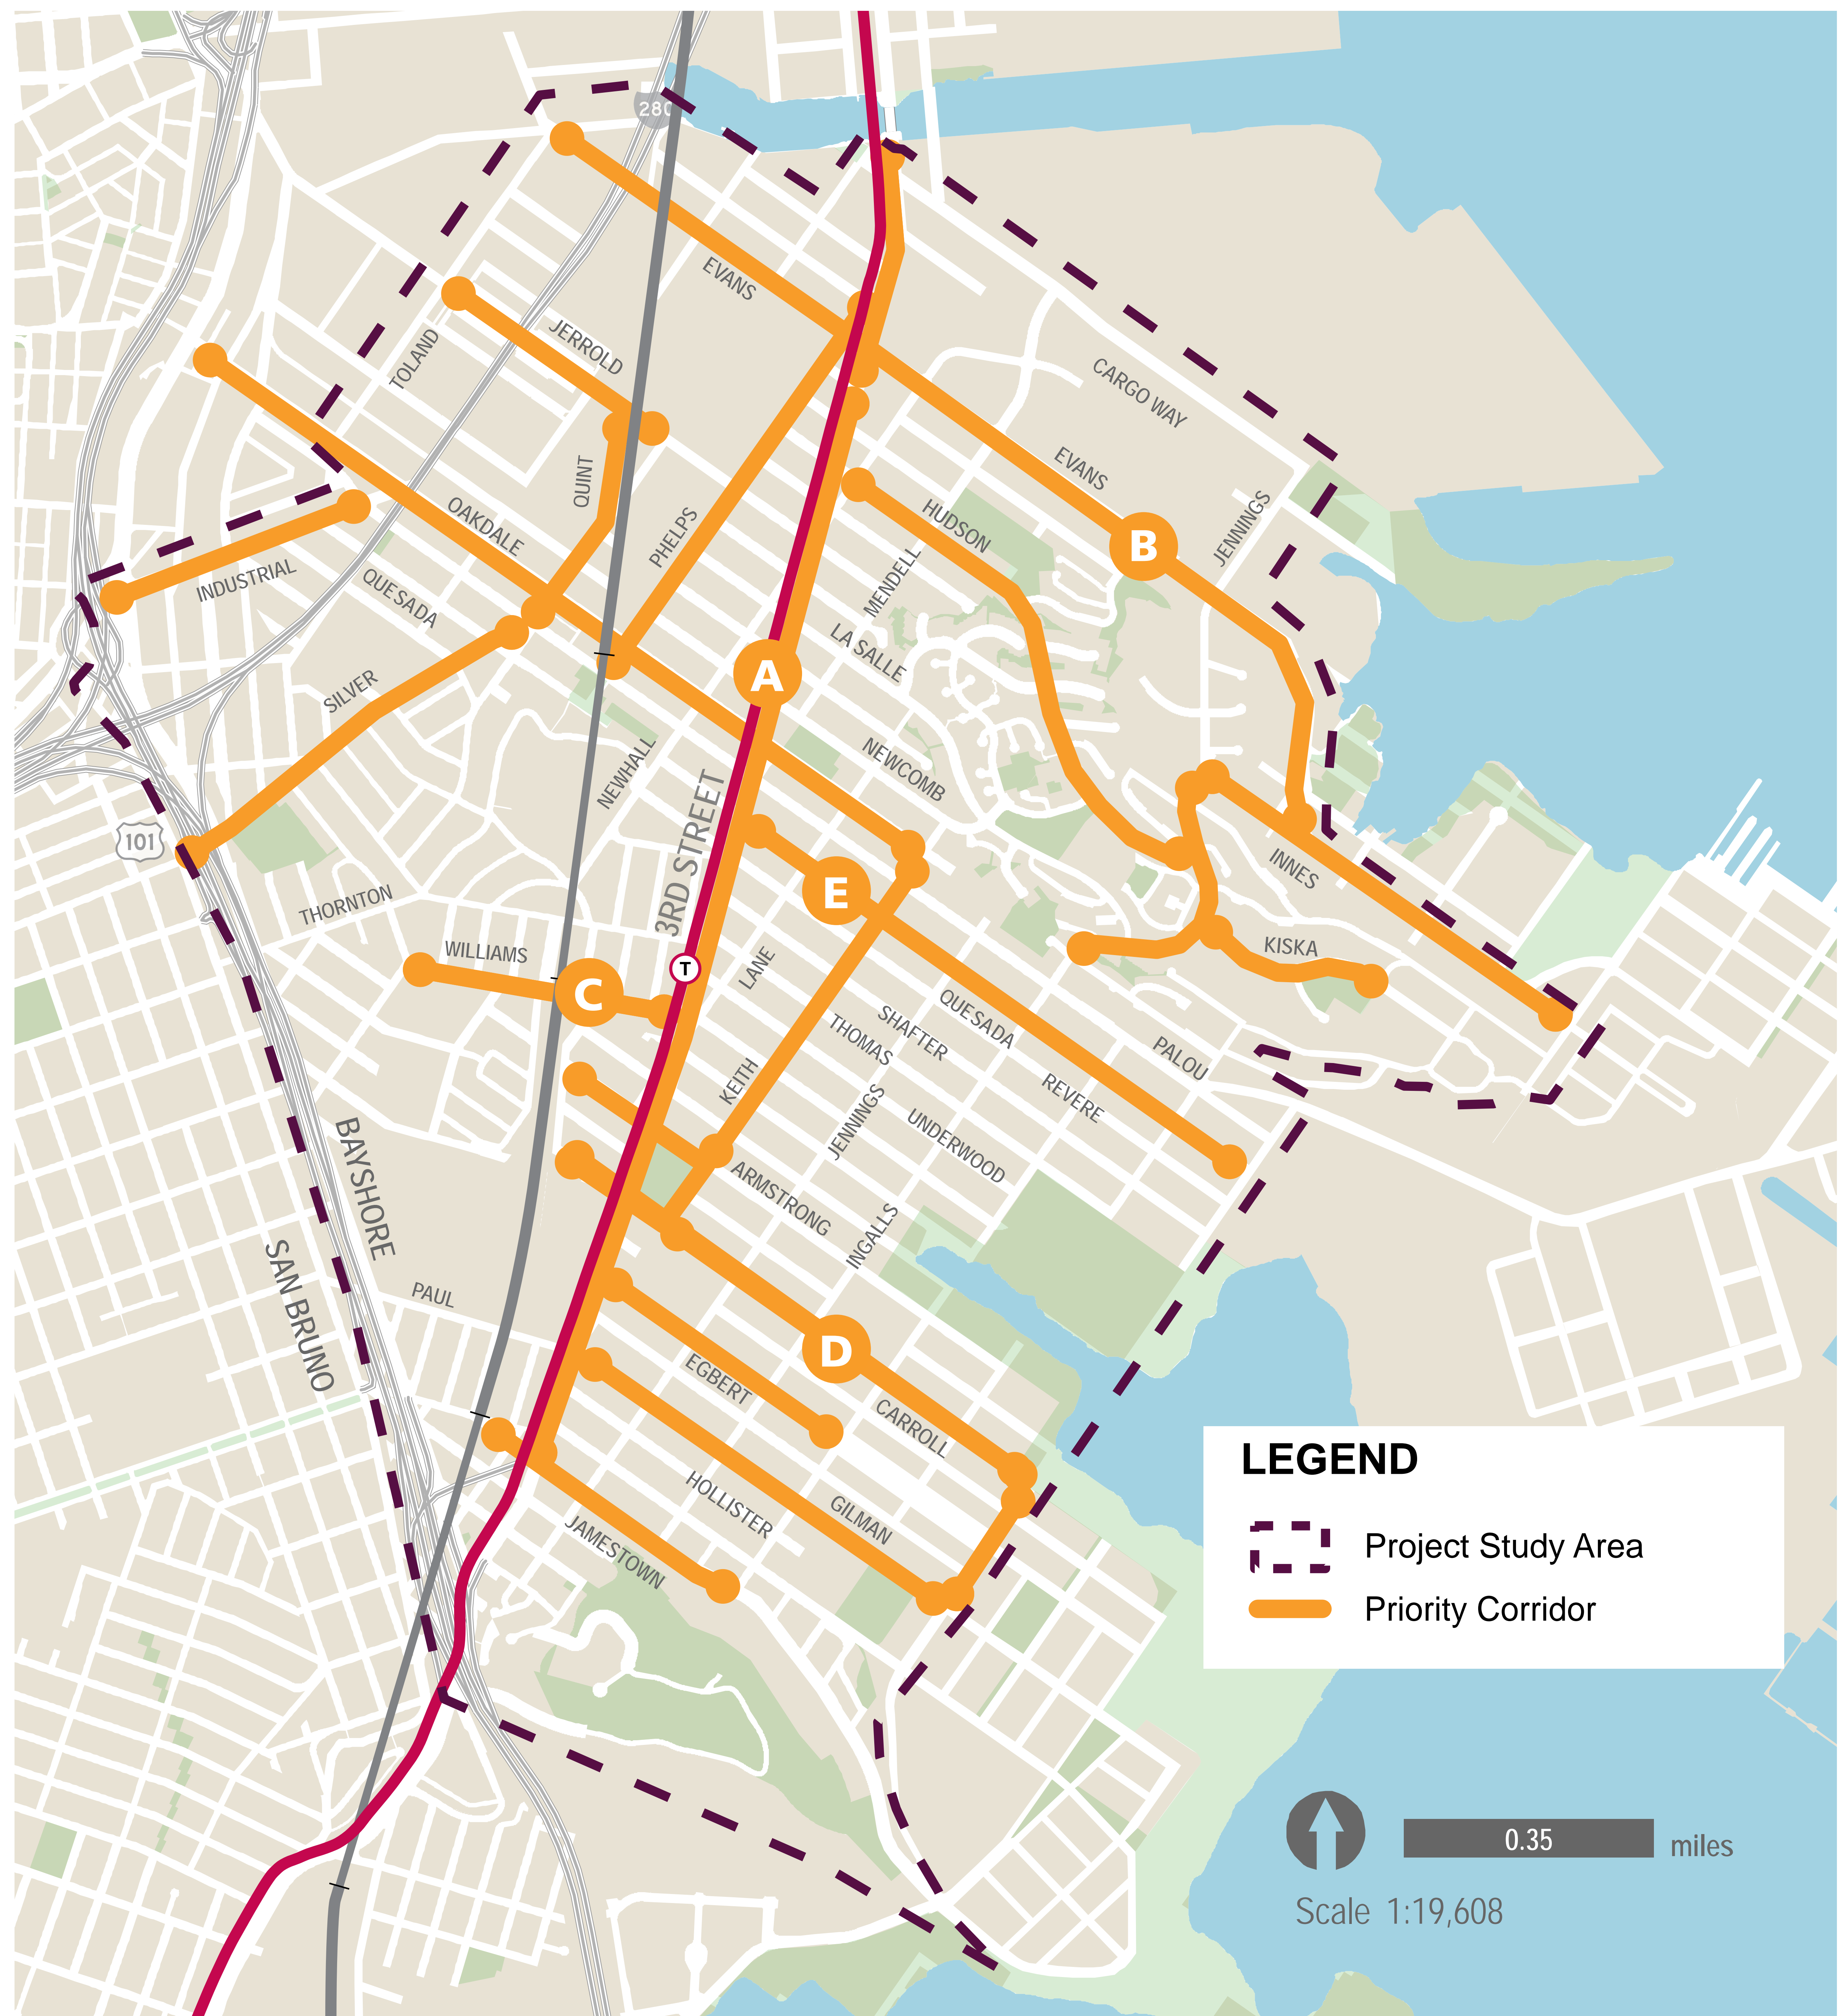 280
EVANS
JERROLD
TOLAND
CARGO WAY
EVANS
QUINT
OAKDALE
PHELPS
HUDSON
JENNINGS
B
INDUSTRIAL
QUESADA
MENDELL
LA SALLE
A
SILVER
NEWHALL
NEWCOMB
3RD STREET
101
E
INNES
THORNTON
WILLIAMS
KISKA
T
LANE
C
QUESADA
SHAFTER
THOMAS
PALOU
KEITH
REVERE
JENNINGS
UNDERWOOD
BAYSHORE
ARMSTRONG
INGALLS
SAN BRUNO
PAUL
D
EGBERT
CARROLL
HOLLISTER
GILMAN
JAMESTOWN
LEGEND
Project Study Area
Priority Corridor
0.35
miles
Scale 1:19,608